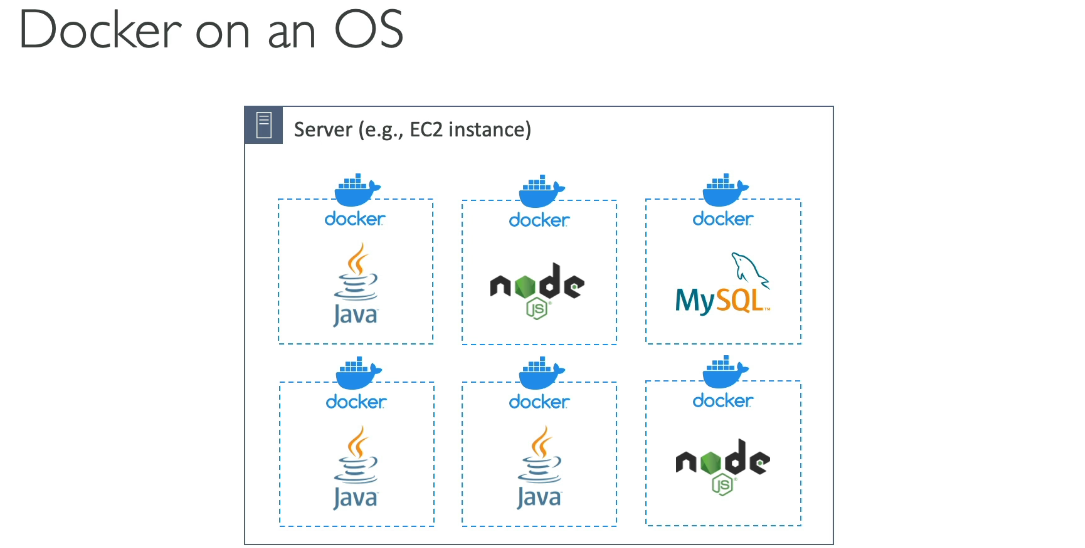 Docker on an OS
Server (e.g., EC2 instance)
docker
docker
docker
Java
node
JS
MySQL™
docker
docker
docker
Java
Java
node
JS